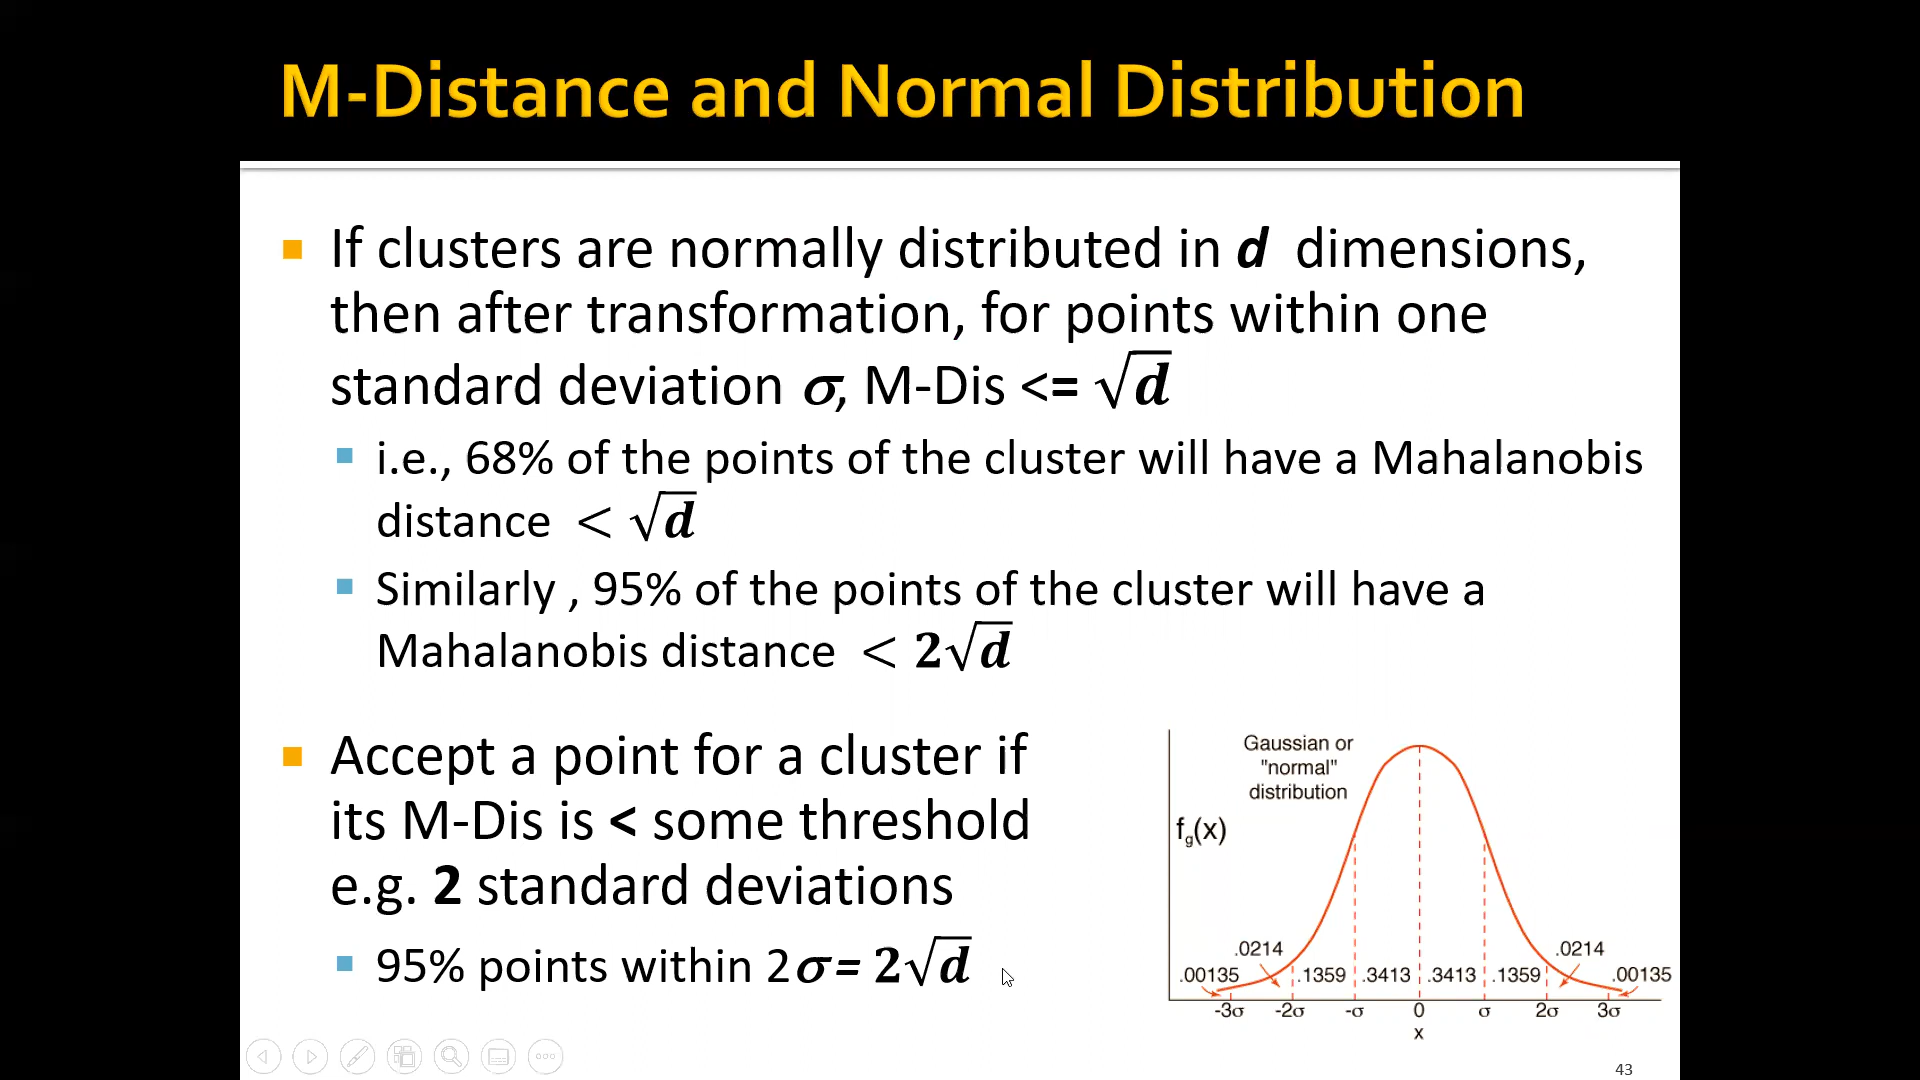 M-Distance and Normal Distribution
If clusters are normally distributed in d dimensions,
then after transformation, for points within one
standard deviation σ, M-Dis <= √d
i.e., 68% of the points of the cluster will have a Mahalanobis
distance < √d
Similarly , 95% of the points of the cluster will have a
Mahalanobis distance < 2√d
Accept a point for a cluster if
its M-Dis is < some threshold
e.g. 2 standard deviations
95% points within 2σ = 2√d
Gaussian or
"normal"
distribution
fg(x)
.0214 .0214
.00135 .1359 .3413 .3413 .1359 .00135
-3σ -2σ -σ 0 σ 2σ 3σ
x
43